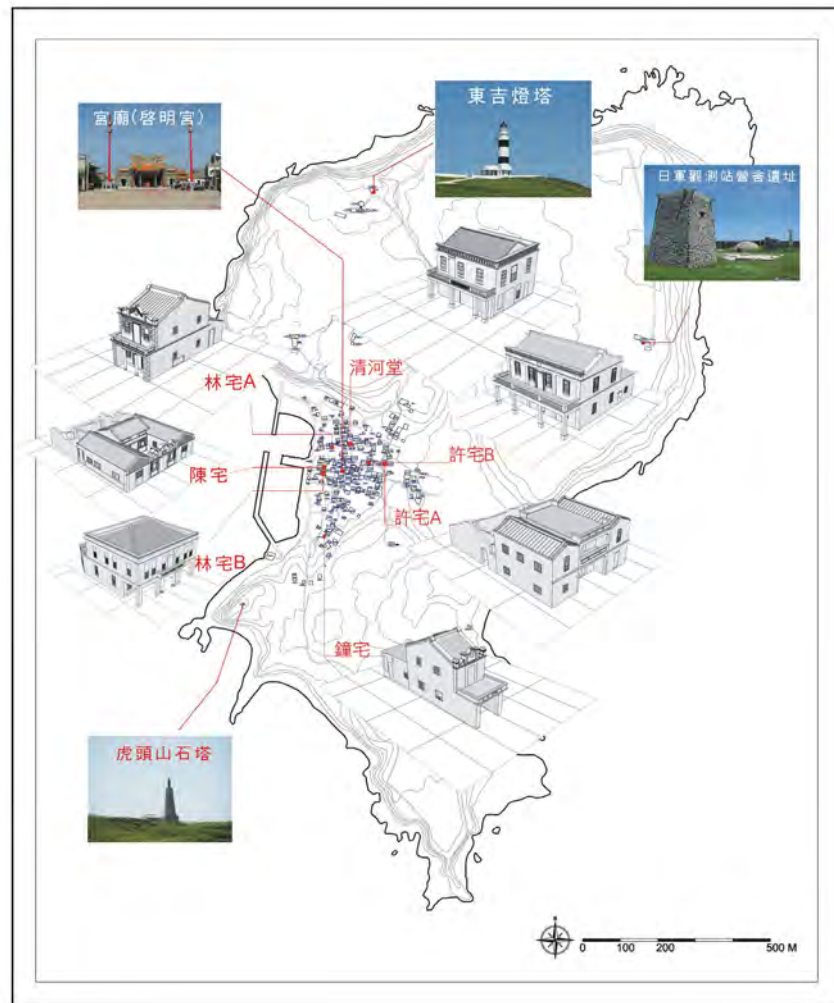 宮廟(啓明宮)
東吉燈塔
日軍觀測站營舍遺址
清河堂
林宅A
許宅B
陳宅
許宅A
林宅B
鐘宅
虎頭山石塔
N
0 100 200 500 M